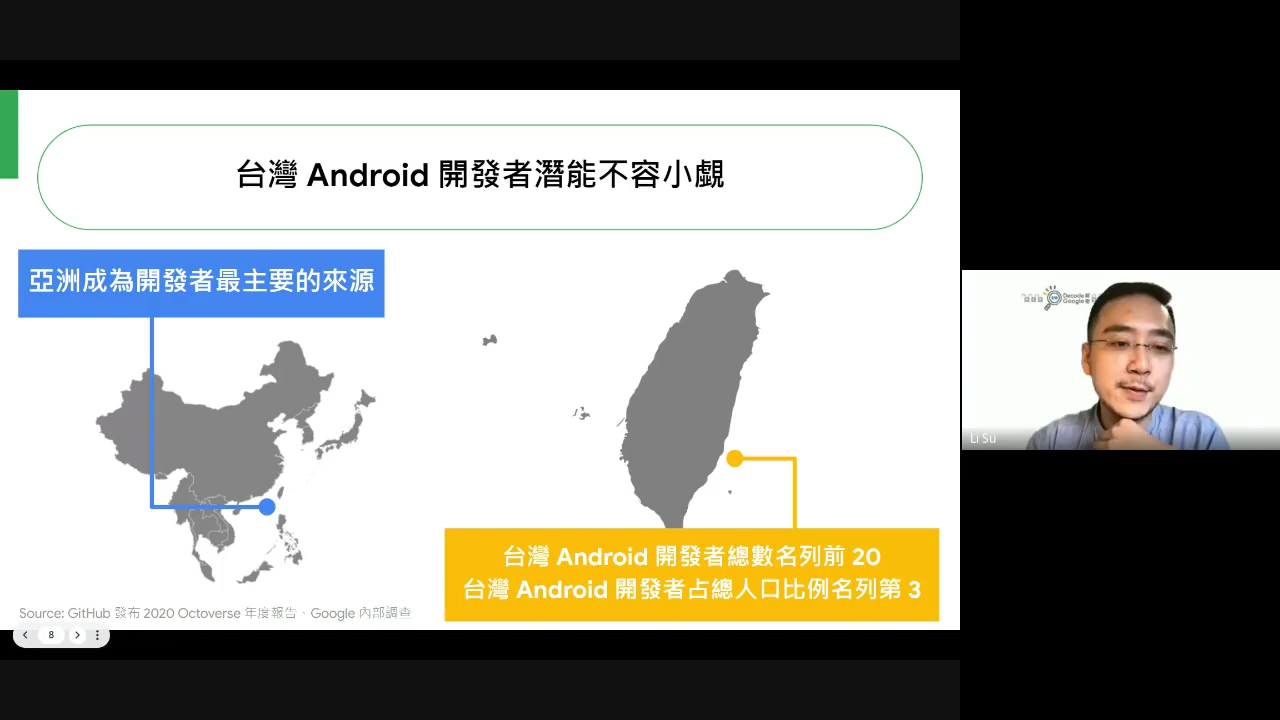 台灣 Android 開發者潛能不容小覷
亞洲成為開發者最主要的來源
台灣 Android 開發者總數名列前 20
台灣 Android 開發者占總人口比例名列第 3
Source: GitHub 發布 2020 Octoverse 年度報告、Google 內部調查
8
Decode
Google
Li Su